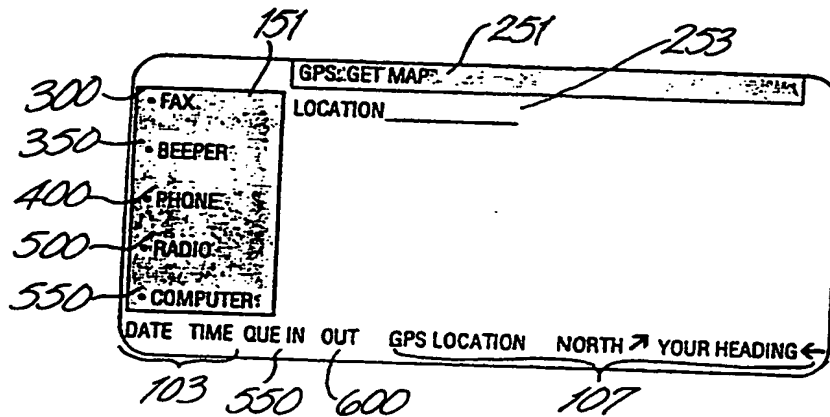 151
251
253
GPS:GET MAP
300
• FAX
LOCATION
350
• BEEPER
400
• PHONE
500
• RADIO
550
• COMPUTER
DATE TIME QUE IN OUT GPS LOCATION NORTH ↗ YOUR HEADING ←
103 550 600 107